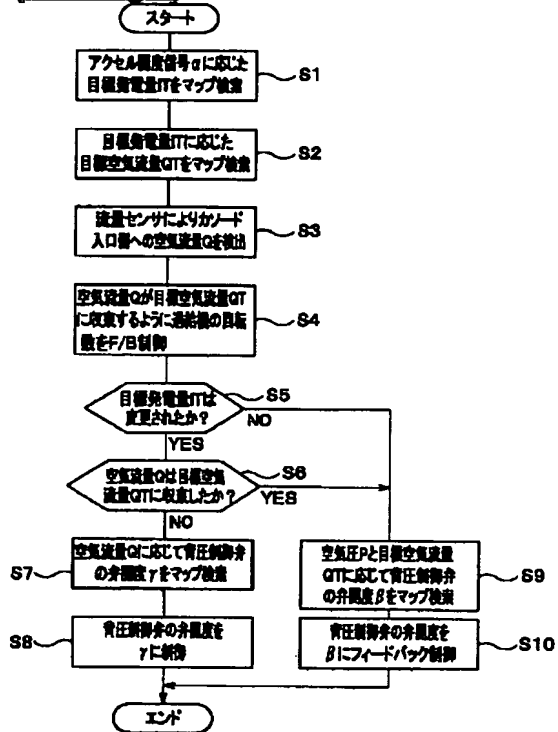 スタート
アクセル開度信号αに応じた
目標発電量ITをマップ検索
S1
目標発電量ITに応じた
目標空気流量QTをマップ検索
S2
流量センサによりカソード
入口側への空気流量Qを検出
S3
空気流量Qが目標空気流量QT
に収束するように過給機の回転
数をF/B制御
S4
目標発電量ITは
変更されたか?
S5
NO
YES
空気流量Qは目標空気
流量QTに収束したか?
S6
YES
NO
空気流量Qに応じて背圧制御弁
の弁開度γをマップ検索
S7
背圧制御弁の弁開度を
γに制御
S8
空気圧Pと目標空気流量
QTに応じて背圧制御弁
の弁開度βをマップ検索
S9
背圧制御弁の弁開度を
βにフィードバック制御
S10
エンド